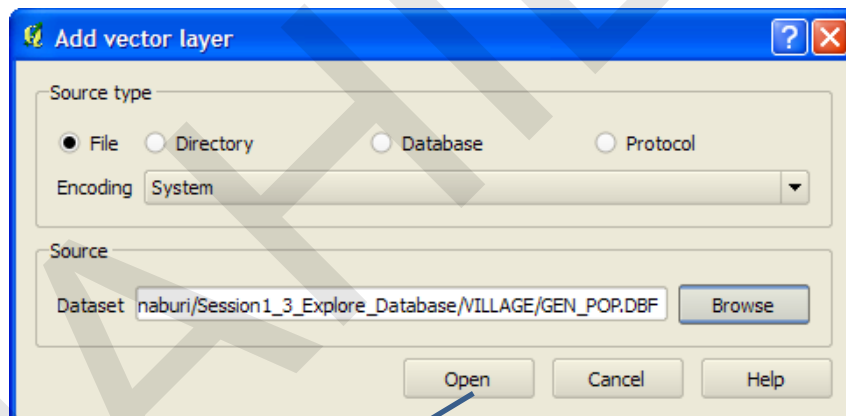 Add vector layer
Source type
File Directory Database Protocol
Encoding System
Source
Dataset naburi/Session1_3_Explore_Database/VILLAGE/GEN_POP.DBF Browse
Open Cancel Help